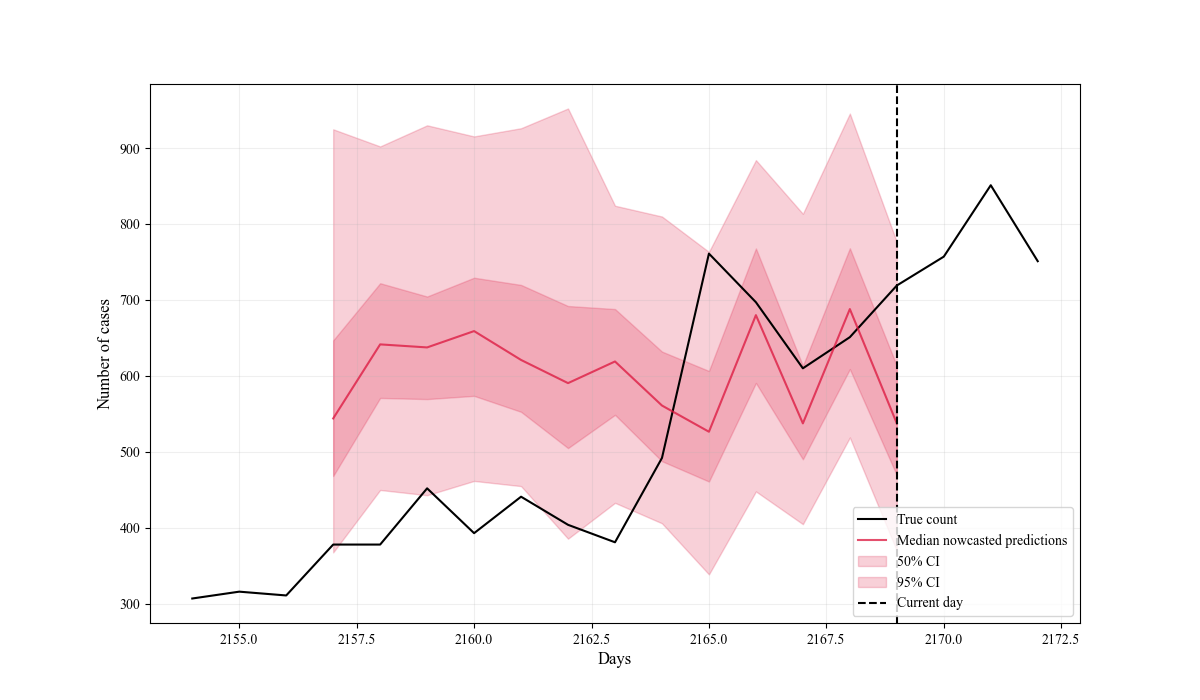 Number of cases
900
800
700
600
500
400
300
2155.0
2157.5
2160.0
2162.5
2165.0
2167.5
2170.0
2172.5
Days
True count
Median nowcasted predictions
50% CI
95% CI
Current day